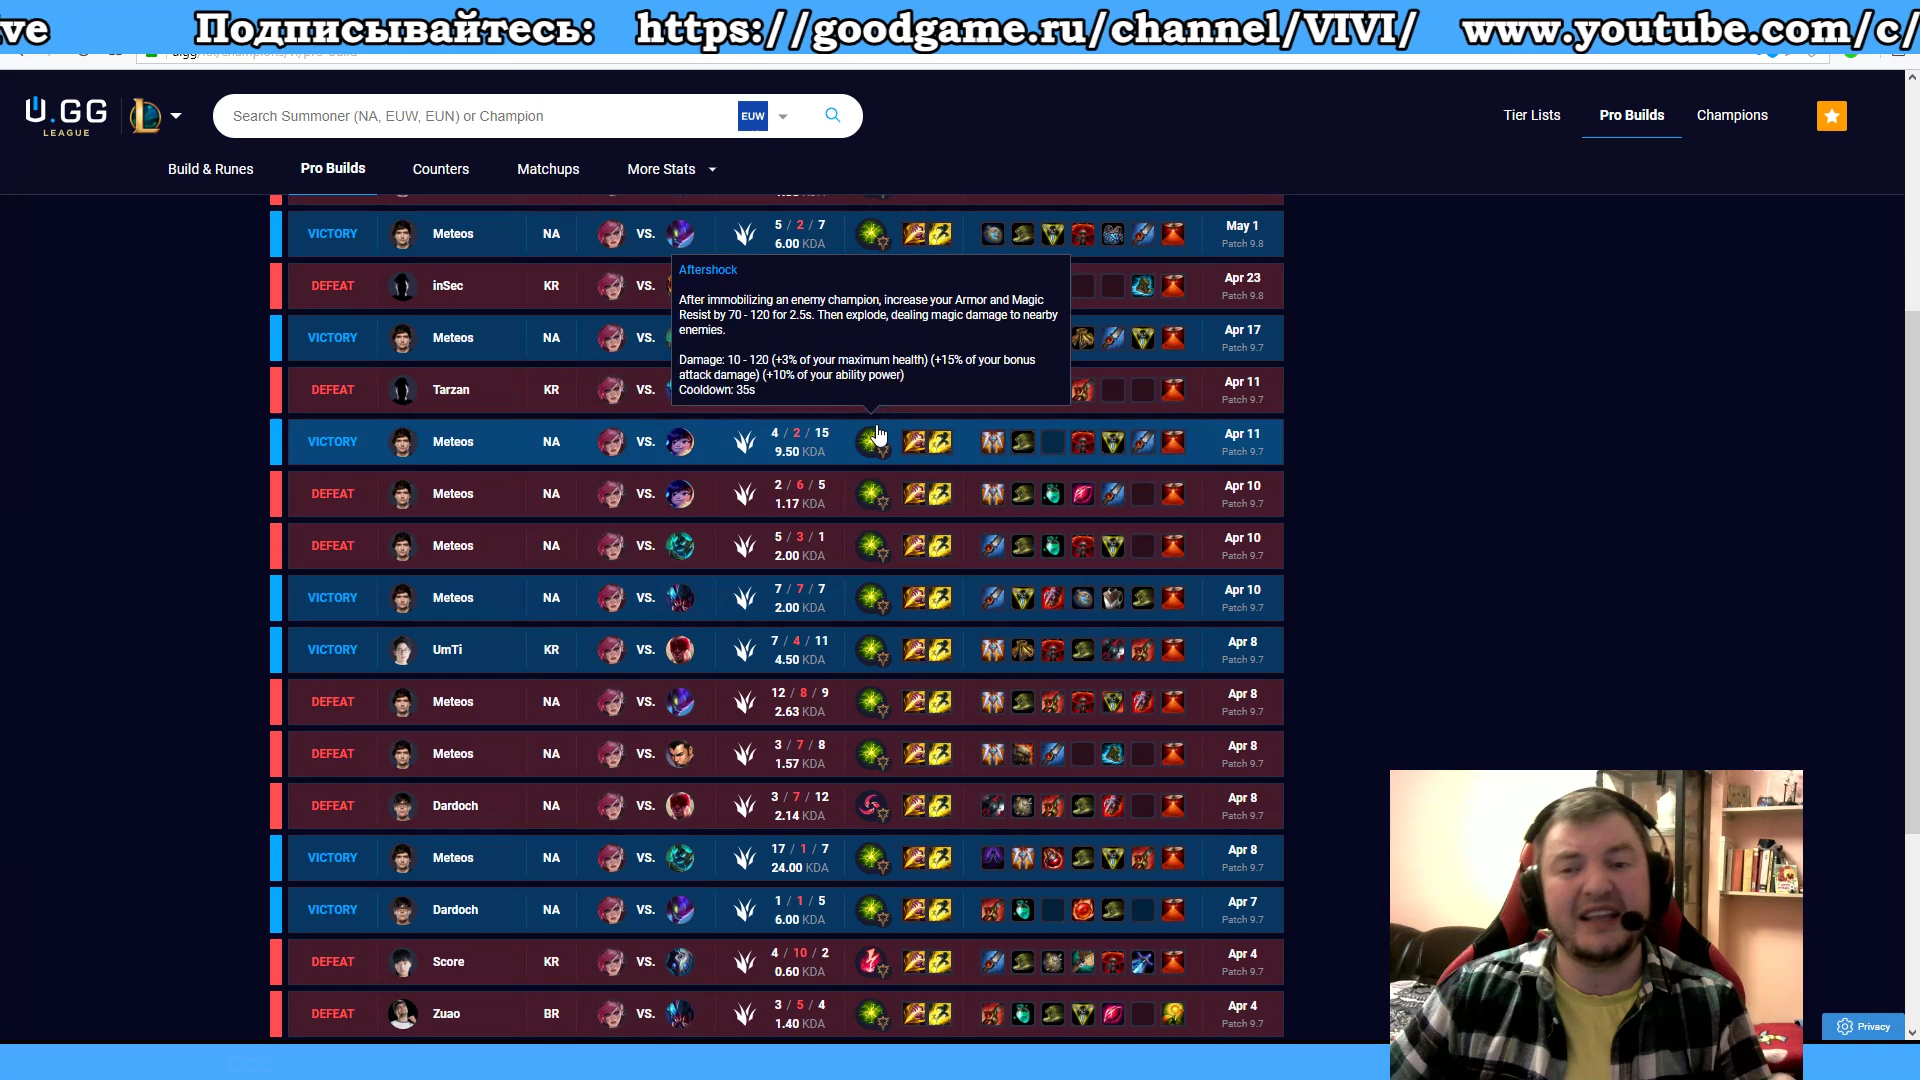 ive Подписывайтесь: https://goodgame.ru/channel/VIVI/ www.youtube.com/c/
U.GG
LEAGUE
Search Summoner (NA, EUW, EUN) or Champion
EUW
Tier Lists
Pro Builds
Champions
Build & Runes
Pro Builds
Counters
Matchups
More Stats
VICTORY Meteos NA VS. 5 / 2 / 7 May 1
6.00 KDA Patch 9.8
Aftershock
After immobilizing an enemy champion, increase your Armor and Magic
Resist by 70 - 120 for 2.5s. Then explode, dealing magic damage to nearby
enemies.
Damage: 10 - 120 (+3% of your maximum health) (+15% of your bonus
attack damage) (+10% of your ability power)
Cooldown: 35s
DEFEAT inSec KR VS. Apr 23
Patch 9.8
VICTORY Meteos NA VS. Apr 17
Patch 9.7
DEFEAT Tarzan KR VS. Apr 11
Patch 9.7
VICTORY Meteos NA VS. 4 / 2 / 15 Apr 11
9.50 KDA Patch 9.7
DEFEAT Meteos NA VS. 2 / 6 / 5 Apr 10
1.17 KDA Patch 9.7
DEFEAT Meteos NA VS. 5 / 3 / 1 Apr 10
2.00 KDA Patch 9.7
VICTORY Meteos NA VS. 7 / 7 / 7 Apr 10
2.00 KDA Patch 9.7
VICTORY UmTi KR VS. 7 / 4 / 11 Apr 8
4.50 KDA Patch 9.7
DEFEAT Meteos NA VS. 12 / 8 / 9 Apr 8
2.63 KDA Patch 9.7
DEFEAT Meteos NA VS. 3 / 7 / 8 Apr 8
1.57 KDA Patch 9.7
DEFEAT Dardoch NA VS. 3 / 7 / 12 Apr 8
2.14 KDA Patch 9.7
VICTORY Meteos NA VS. 17 / 1 / 7 Apr 8
24.00 KDA Patch 9.7
VICTORY Dardoch NA VS. 1 / 1 / 5 Apr 7
6.00 KDA Patch 9.7
DEFEAT Score KR VS. 4 / 10 / 2 Apr 4
0.60 KDA Patch 9.7
DEFEAT Zuao BR VS. 3 / 5 / 4 Apr 4
1.40 KDA Patch 9.7
Privacy